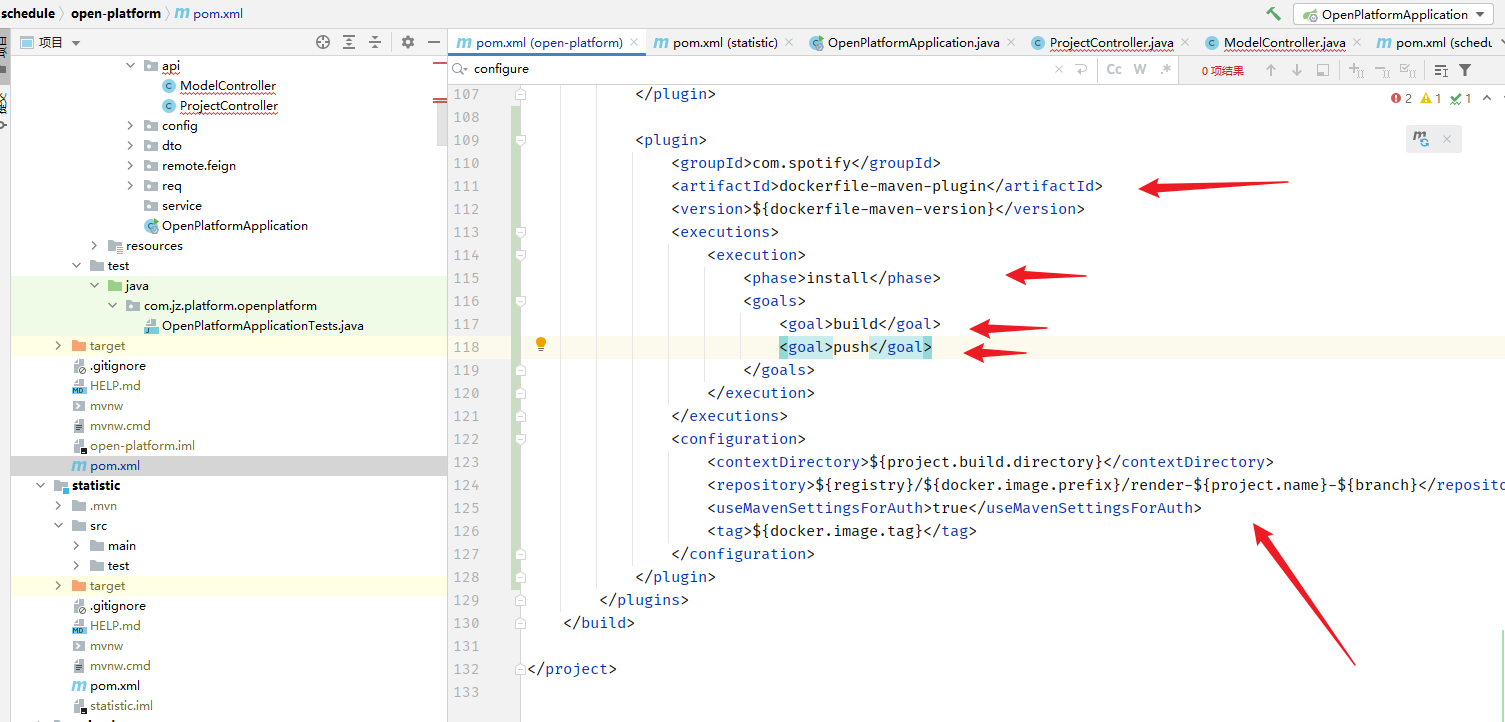 schedule open-platform pom.xml
OpenPlatformApplication
项目
pom.xml (open-platform) pom.xml (statistic) OpenPlatformApplication.java ProjectController.java ModelController.java pom.xml (schedu
configure Cc W .* 0 项结果
2 1 1
api
ModelController
ProjectController
config
dto
remote.feign
req
service
OpenPlatformApplication
resources
test
java
com.jz.platform.openplatform
OpenPlatformApplicationTests.java
target
.gitignore
HELP.md
mvnw
mvnw.cmd
open-platform.iml
pom.xml
statistic
.mvn
src
main
test
target
.gitignore
HELP.md
mvnw
mvnw.cmd
pom.xml
statistic.iml
107 </plugin>
108
109 <plugin>
110 <groupId>com.spotify</groupId>
111 <artifactId>dockerfile-maven-plugin</artifactId>
112 <version>${dockerfile-maven-version}</version>
113 <executions>
114 <execution>
115 <phase>install</phase>
116 <goals>
117 <goal>build</goal>
118 <goal>push</goal>
119 </goals>
120 </execution>
121 </executions>
122 <configuration>
123 <contextDirectory>${project.build.directory}</contextDirectory>
124 <repository>${registry}/${docker.image.prefix}/render-${project.name}-${branch}</reposito
125 <useMavenSettingsForAuth>true</useMavenSettingsForAuth>
126 <tag>${docker.image.tag}</tag>
127 </configuration>
128 </plugin>
129 </plugins>
130 </build>
131
132 </project>
133